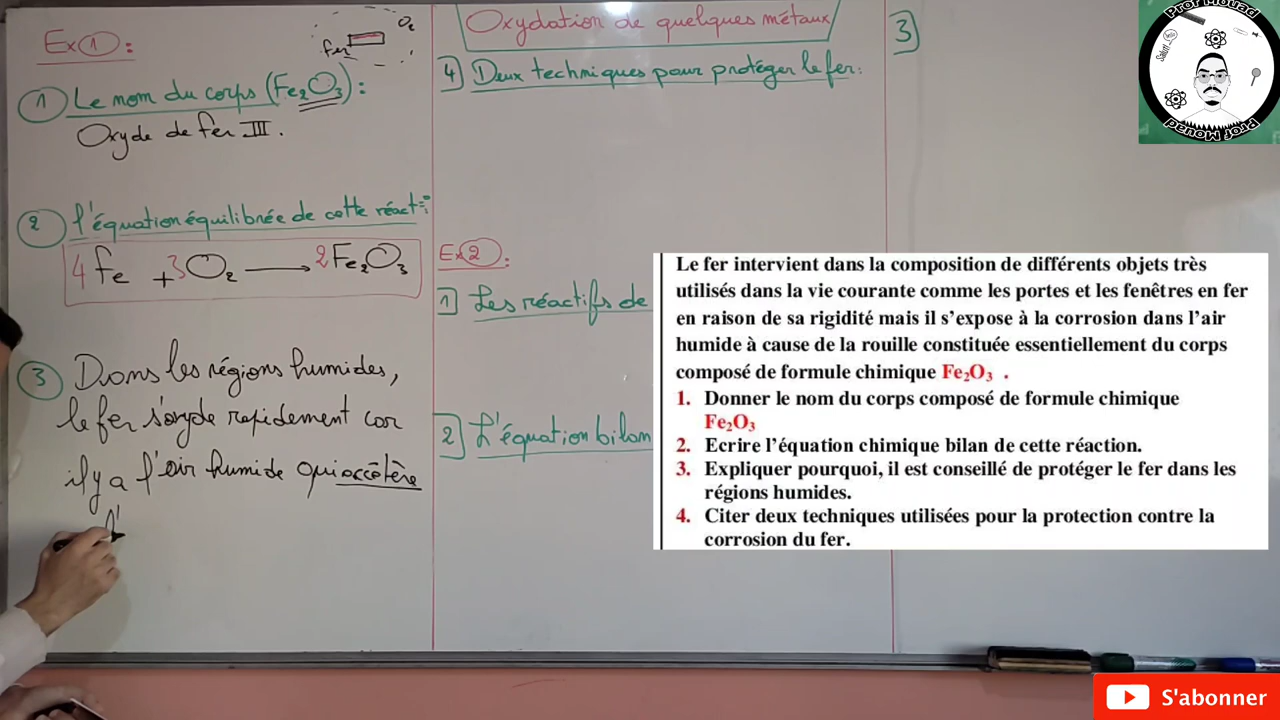 Ex 1 :
O₂
fer
1 Le nom du corps (Fe₂O₃) :
Oxyde de fer III.
2 l'équation équilibrée de cette réact° :
4 Fe + 3 O₂ → 2 Fe₂O₃
3 Dans les régions humides,
le fer s'oxyde rapidement car
il y a l'air humide qui accélère
l'
Oxydation de quelques métaux
4 Deux techniques pour protéger le fer :
Ex 2 :
1 Les réactifs de
2 L'équation bilan
3
Prof Mouad
Salut
Prof Mouad
Le fer intervient dans la composition de différents objets très
utilisés dans la vie courante comme les portes et les fenêtres en fer
en raison de sa rigidité mais il s'expose à la corrosion dans l'air
humide à cause de la rouille constituée essentiellement du corps
composé de formule chimique Fe₂O₃ .
1. Donner le nom du corps composé de formule chimique
Fe₂O₃
2. Ecrire l'équation chimique bilan de cette réaction.
3. Expliquer pourquoi, il est conseillé de protéger le fer dans les
régions humides.
4. Citer deux techniques utilisées pour la protection contre la
corrosion du fer.
S'abonner